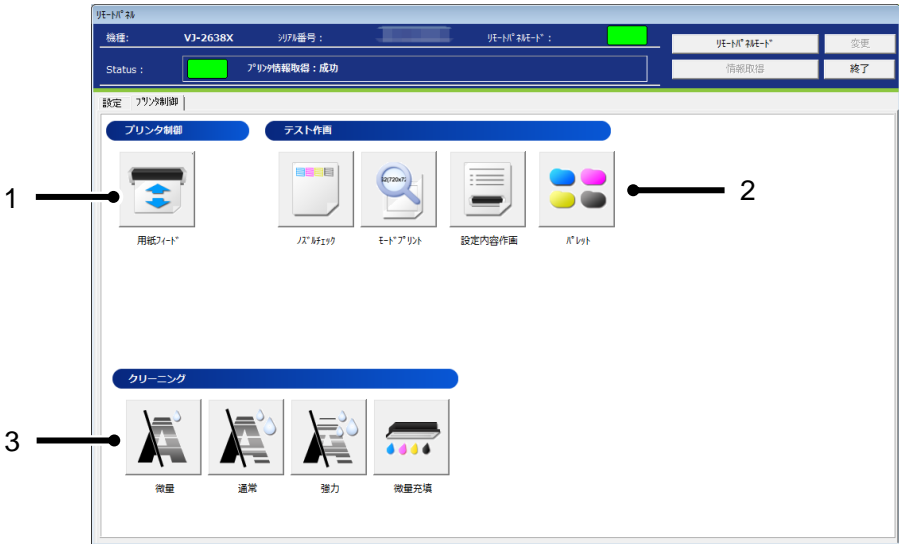 ﾘﾓｰﾄﾊﾟﾈﾙ
機種: VJ-2638X ｼﾘｱﾙ番号： ﾘﾓｰﾄﾊﾟﾈﾙﾓｰﾄﾞ：
ﾘﾓｰﾄﾊﾟﾈﾙﾓｰﾄﾞ 変更
Status : ﾌﾟﾘﾝﾀ情報取得：成功
情報取得 終了
設定 ﾌﾟﾘﾝﾀ制御
プリンタ制御 テスト作画
1
2
用紙ﾌｨｰﾄﾞ ﾉｽﾞﾙﾁｪｯｸ ﾓｰﾄﾞﾌﾟﾘﾝﾄ 設定内容作画 ﾊﾟﾚｯﾄ
クリーニング
3
微量 通常 強力 微量充填